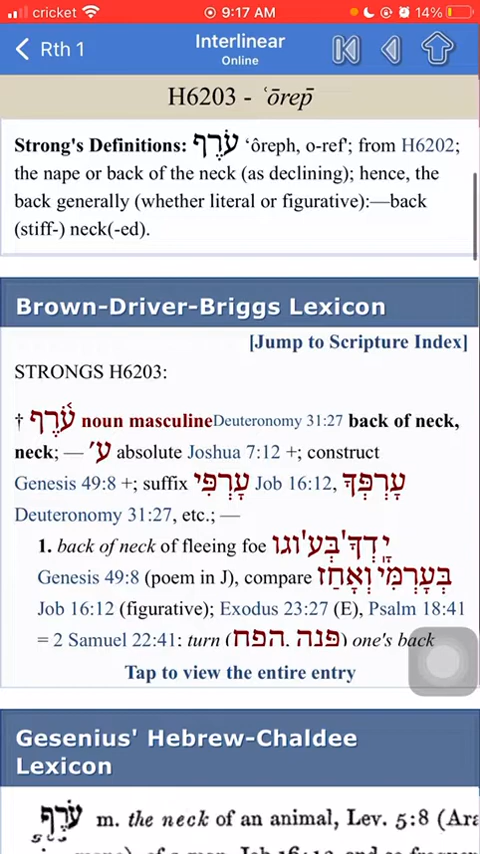 cricket 9:17 AM 14%
Rth 1 Interlinear
Online
H6203 - ʻōrep̄
Strong's Definitions: עֹרֶף ʻôreph, o-ref'; from H6202;
the nape or back of the neck (as declining); hence, the
back generally (whether literal or figurative):—back
(stiff-) neck(-ed).
Brown-Driver-Briggs Lexicon
[Jump to Scripture Index]
STRONGS H6203:
† עֹ֫רֶף noun masculineDeuteronomy 31:27 back of neck,
neck; — ע׳ absolute Joshua 7:12 +; construct
Genesis 49:8 +; suffix עָרְפִּי Job 16:12, עָרְפְּךָ
Deuteronomy 31:27, etc.; —
1. back of neck of fleeing foe יָָדְךָ בְּע׳ וגו׳
Genesis 49:8 (poem in J), compare וְאָחַז בְּעָרְמִּי
Job 16:12 (figurative); Exodus 23:27 (E), Psalm 18:41
= 2 Samuel 22:41: turn (פנה, הפח) one's back
Tap to view the entire entry
Gesenius' Hebrew-Chaldee
Lexicon
עֹרֶף m. the neck of an animal, Lev. 5:8 (Ara